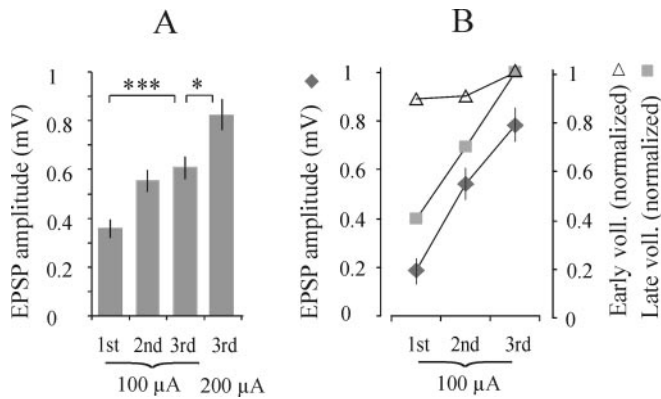 A
B
EPSP amplitude (mV)
1
0.8
0.6
0.4
0.2
0
***
*
1st 2nd 3rd 3rd
100 µA 200 µA
EPSP amplitude (mV)
1
0.8
0.6
0.4
0.2
0
1st 2nd 3rd
100 µA
1
0.8
0.6
0.4
0.2
0
Early voll. (normalized)
Late voll. (normalized)